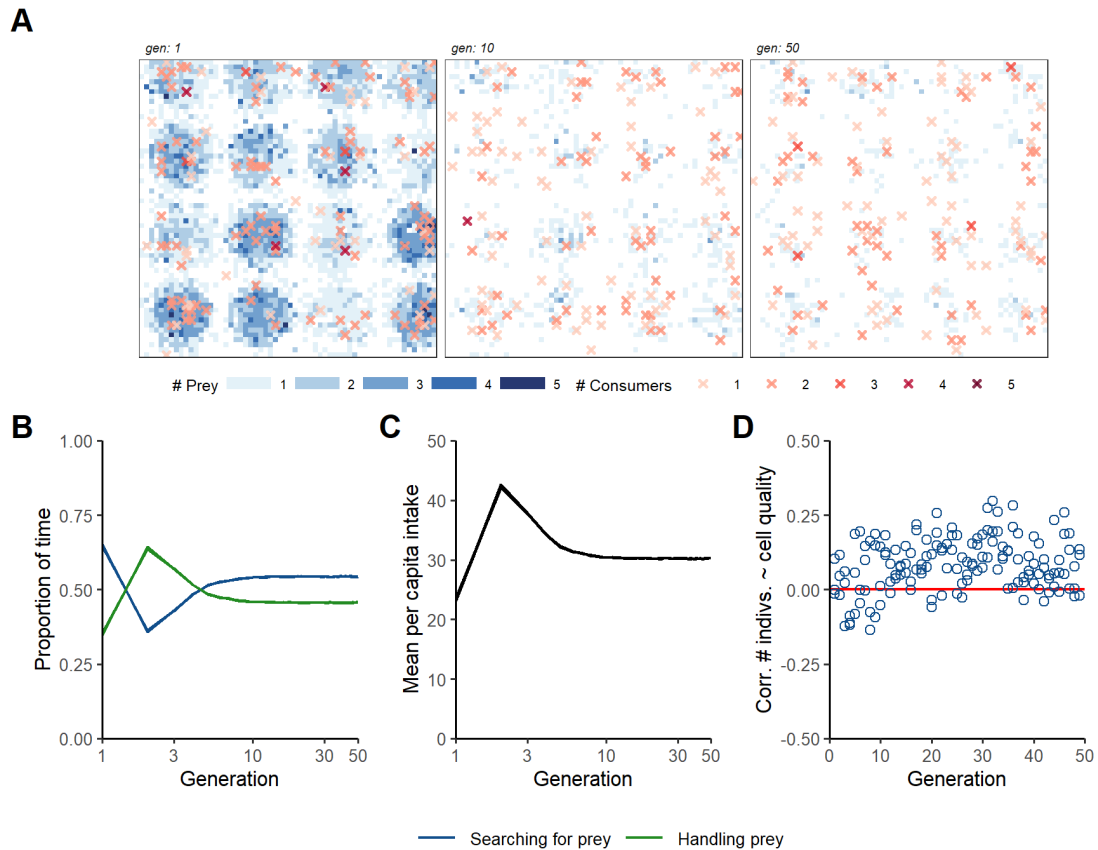 A
gen: 1
gen: 10
gen: 50
# Prey 1 2 3 4 5 # Consumers 1 2 3 4 5
B
Proportion of time
1.00
0.75
0.50
0.25
0.00
1 3 10 30 50
Generation
C
Mean per capita intake
50
40
30
20
10
0
1 3 10 30 50
Generation
D
Corr. # indivs. ~ cell quality
0.50
0.25
0.00
-0.25
-0.50
0 10 20 30 40 50
Generation
Searching for prey Handling prey